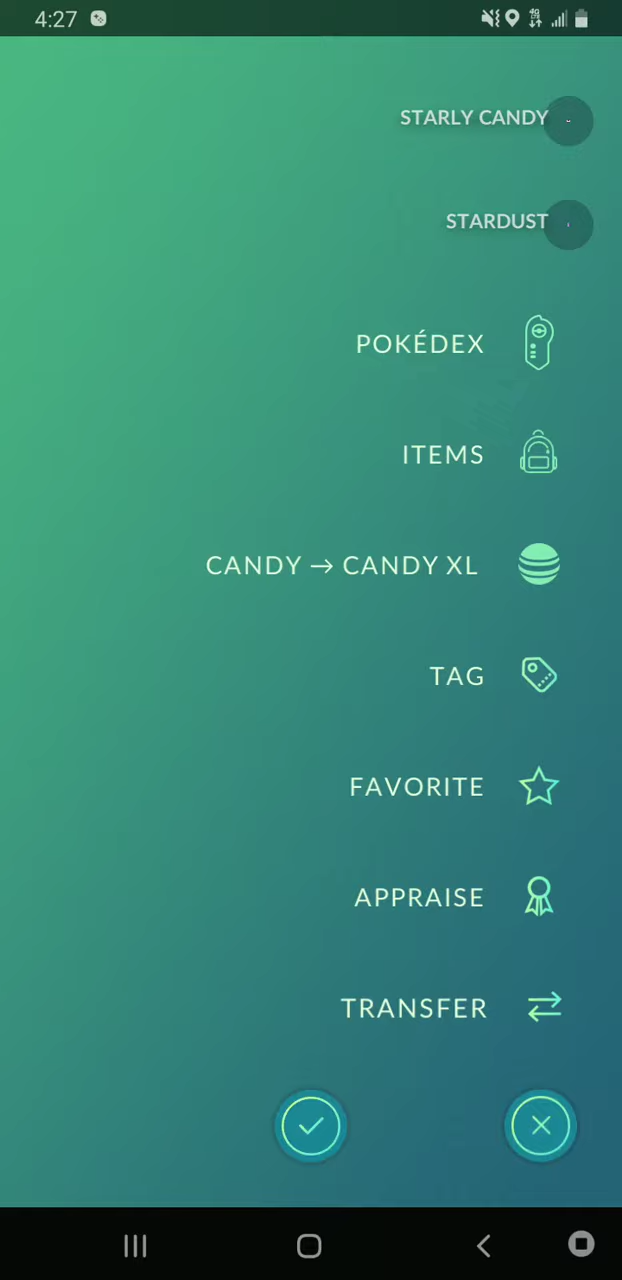 4:27
STARLY CANDY
STARDUST
POKÉDEX
ITEMS
CANDY → CANDY XL
TAG
FAVORITE
APPRAISE
TRANSFER